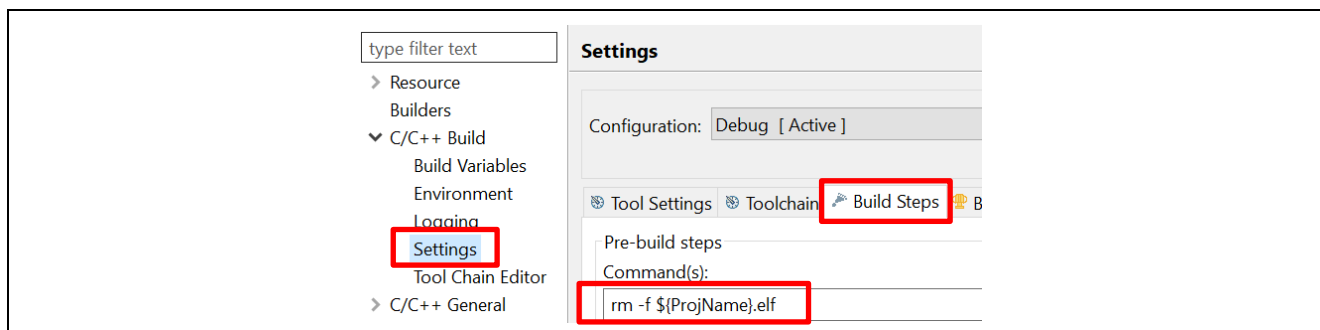 type filter text
Resource
Builders
C/C++ Build
Build Variables
Environment
Logging
Settings
Tool Chain Editor
C/C++ General
Settings
Configuration: Debug [ Active ]
Tool Settings Toolchain Build Steps B
Pre-build steps
Command(s):
rm -f ${ProjName}.elf